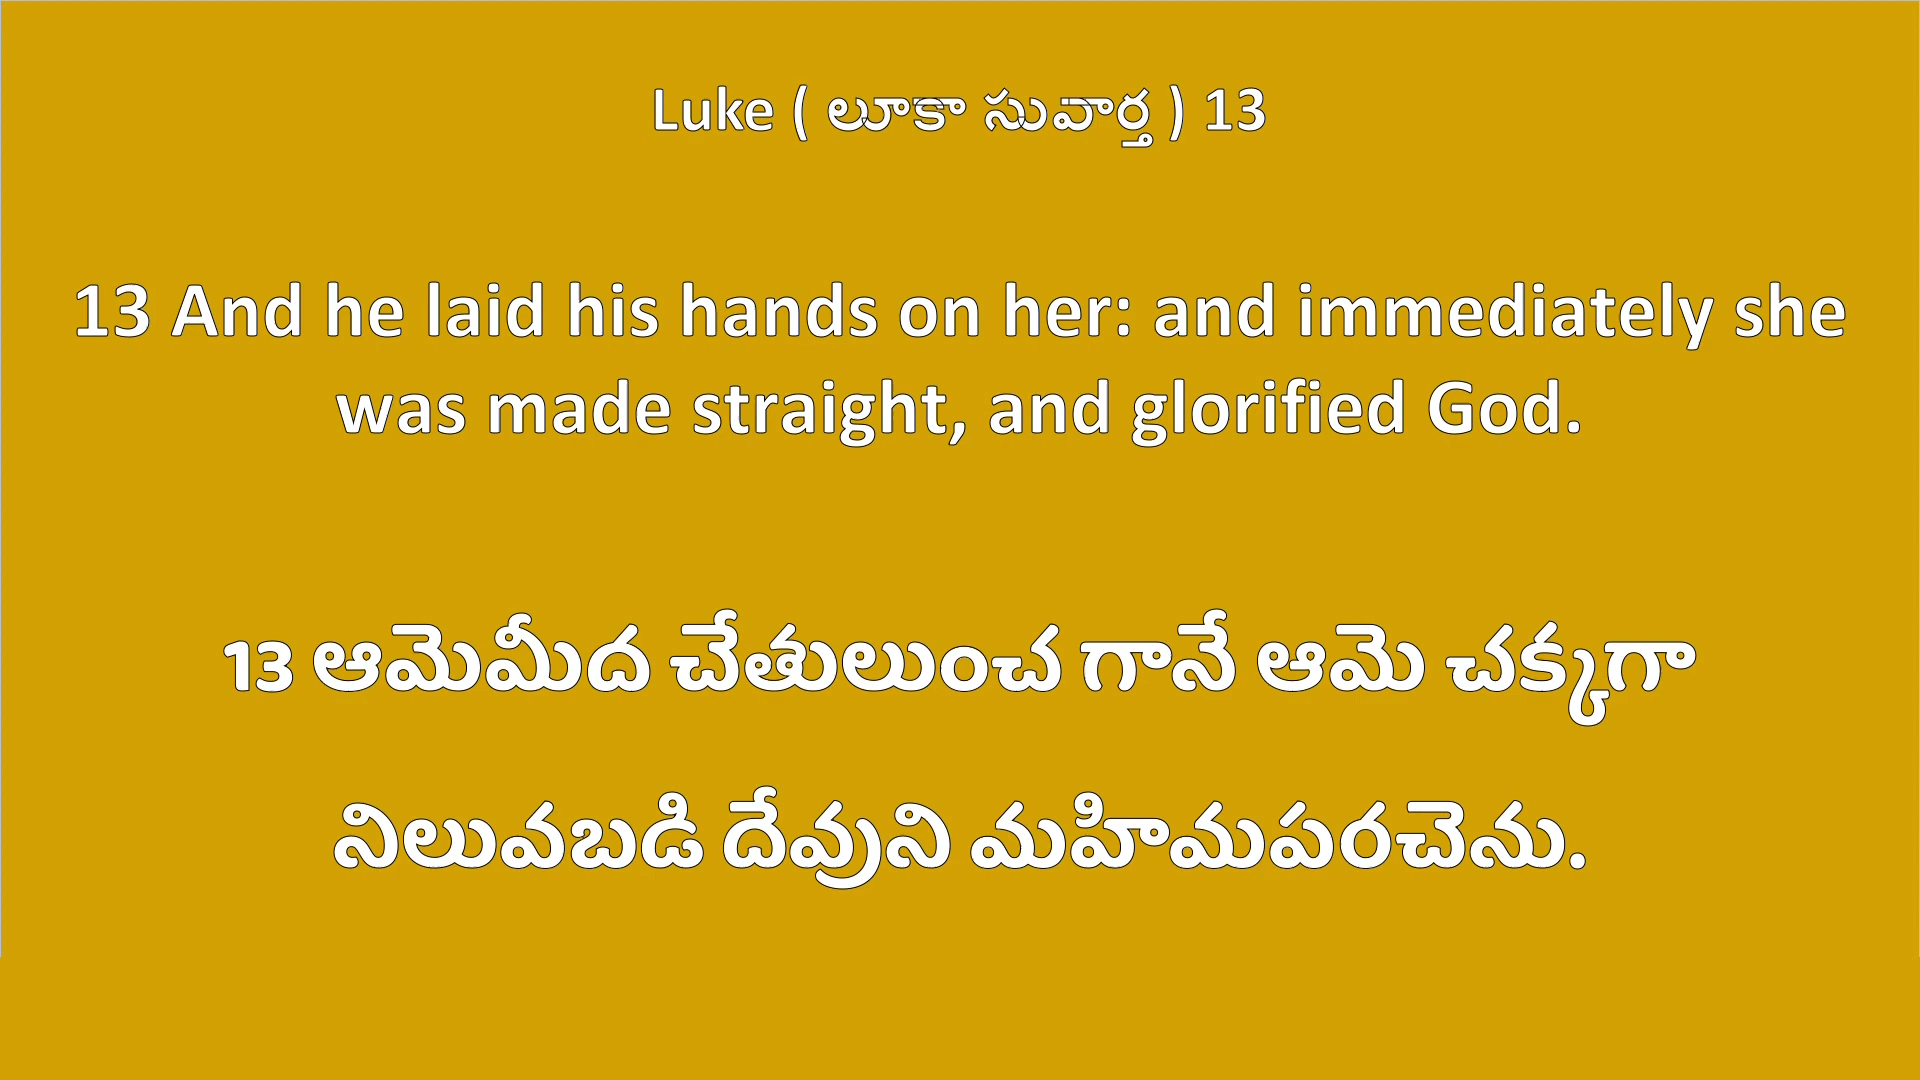 Luke ( లూకా సువార్త ) 13
13 And he laid his hands on her: and immediately she
was made straight, and glorified God.
13 ఆమెమీద చేతులుంచ గానే ఆమె చక్కగా
నిలువబడి దేవుని మహిమపరచెను.